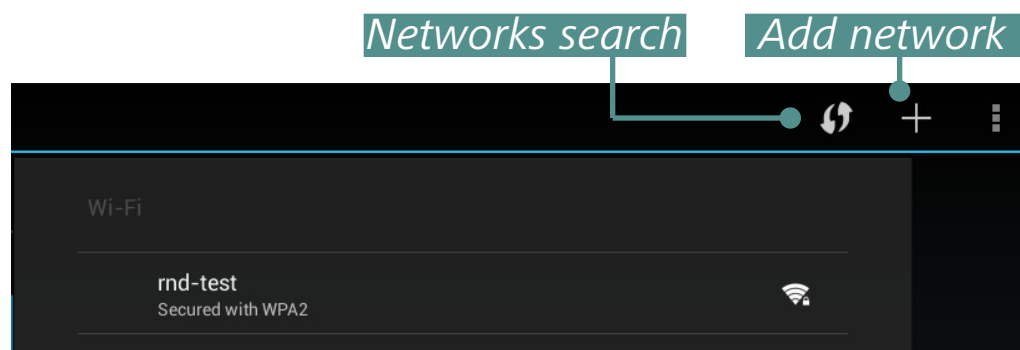 Networks search
Add network
Wi-Fi
rnd-test
Secured with WPA2